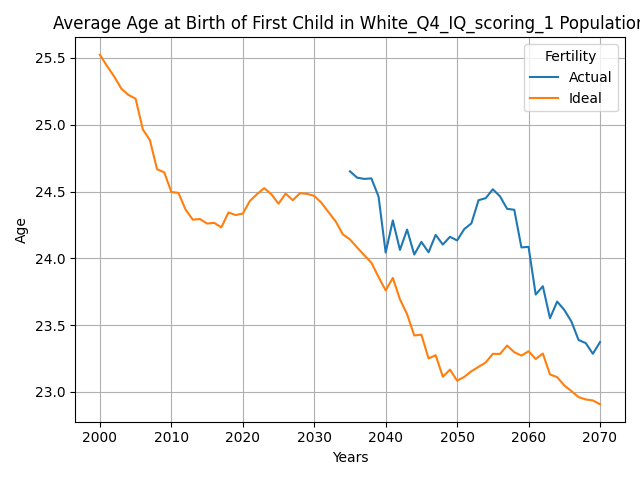 Average Age at Birth of First Child in White_Q4_IQ_scoring_1 Population
Fertility
Actual
Ideal
25.5
25.0
24.5
24.0
23.5
23.0
Age
2000 2010 2020 2030 2040 2050 2060 2070
Years